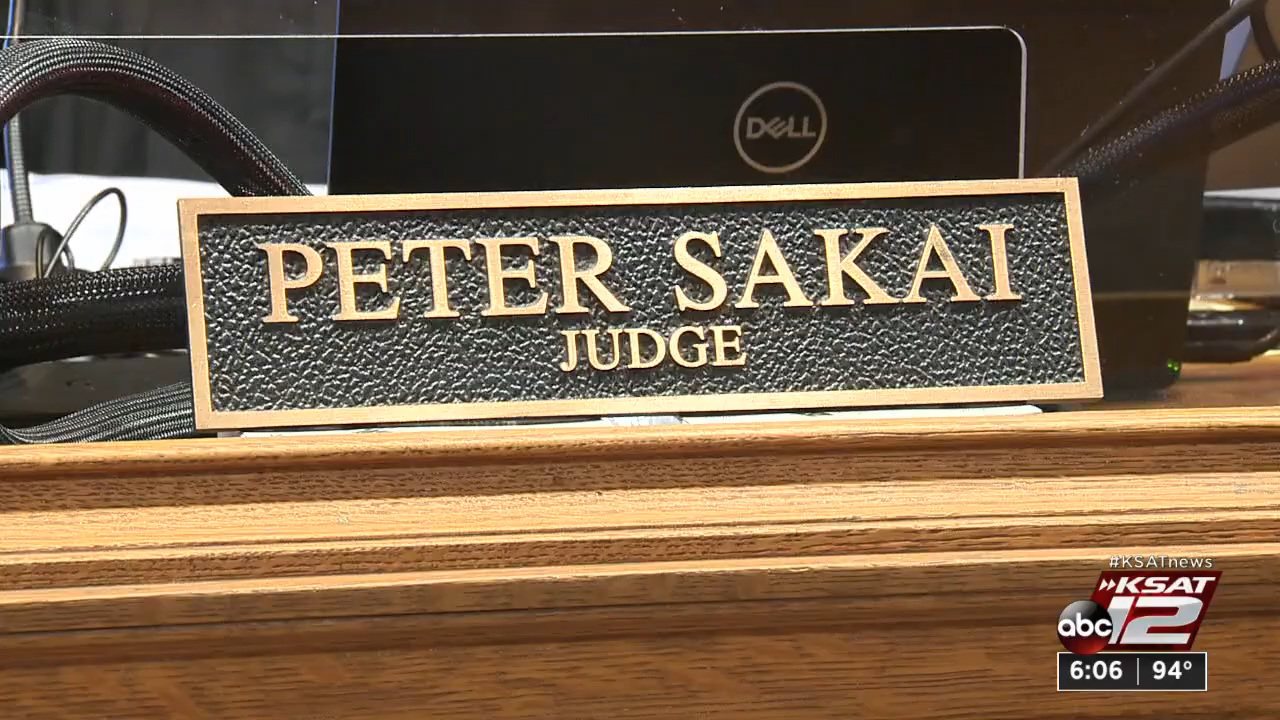 DELL
PETER SAKAI
JUDGE
#KSATnews
KSAT
abc 12
6:06 94°